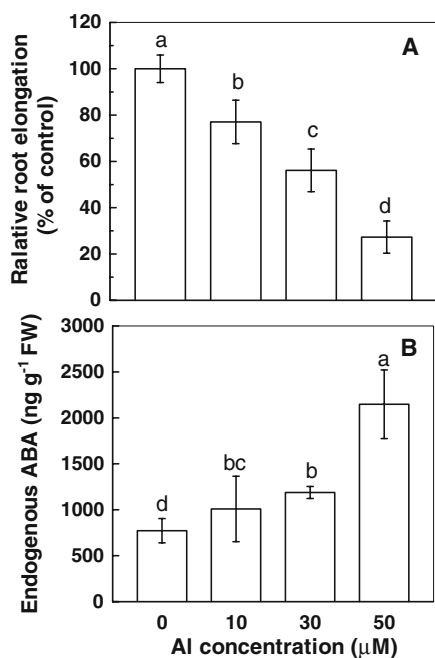 Ralative root elongation
(% of control)
120
100
80
60
40
20
0
A
a
b
c
d
Endogenous ABA (ng g⁻¹ FW)
3000
2500
2000
1500
1000
500
0
B
d
bc
b
a
0 10 30 50
Al concentration (μM)